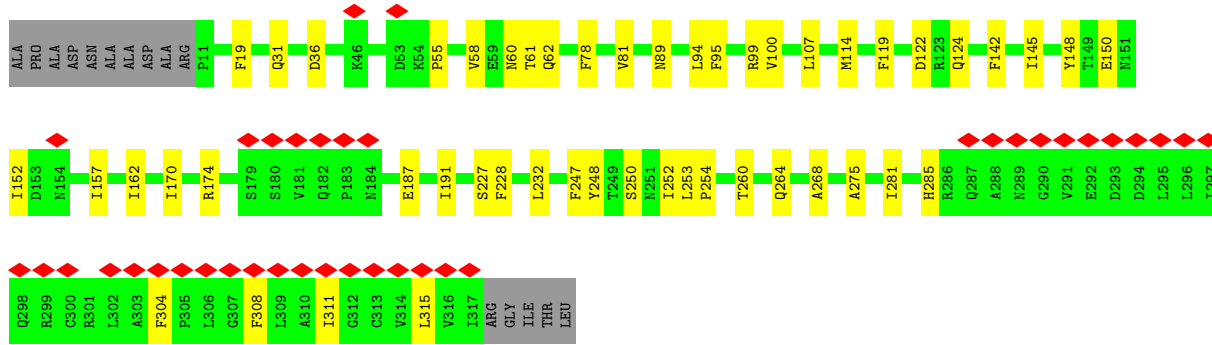 ALA PRO ALA ASP ASN ALA ALA ASP ALA ARG P11 F19 Q31 D36 K46 D53 K54 P55 V58 E59 N60 T61 Q62 F78 V81 N89 L94 F95 R99 V100 L107 M114 F119 D122 R123 Q124 F142 I145 Y148 T149 E150 N151
I152 D153 N154 I157 I162 I170 R174 S179 S180 V181 Q182 P183 N184 E187 I191 S227 F228 L232 F247 Y248 T249 S250 N251 I252 L253 P254 T260 Q264 A268 A275 I281 H285 R286 Q287 A288 N289 G290 V291 E292 D293 D294 L295 L296 I297
Q298 R299 C300 R301 L302 A303 F304 P305 L306 G307 F308 L309 A310 I311 G312 C313 V314 L315 V316 I317 ARG GLY ILE THR LEU